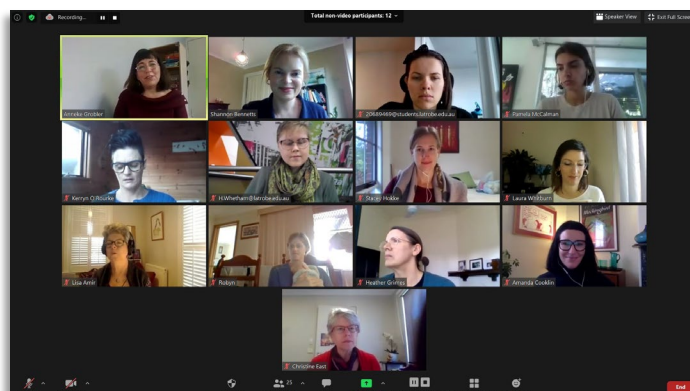 Recording...
Total non-video participants: 12
Speaker View
Exit Full Screen
Anneke Grobler
Shannon Bennetts
20689469@students.latrobe.edu.au
Pamela McCalman
Kerryn O'Rourke
H.Whetham@latrobe.edu.au
Stacey Hokke
Laura Whitburn
Lisa Amir
Robyn
Heather Grimes
Amanda Cooklin
Christine East
25
End